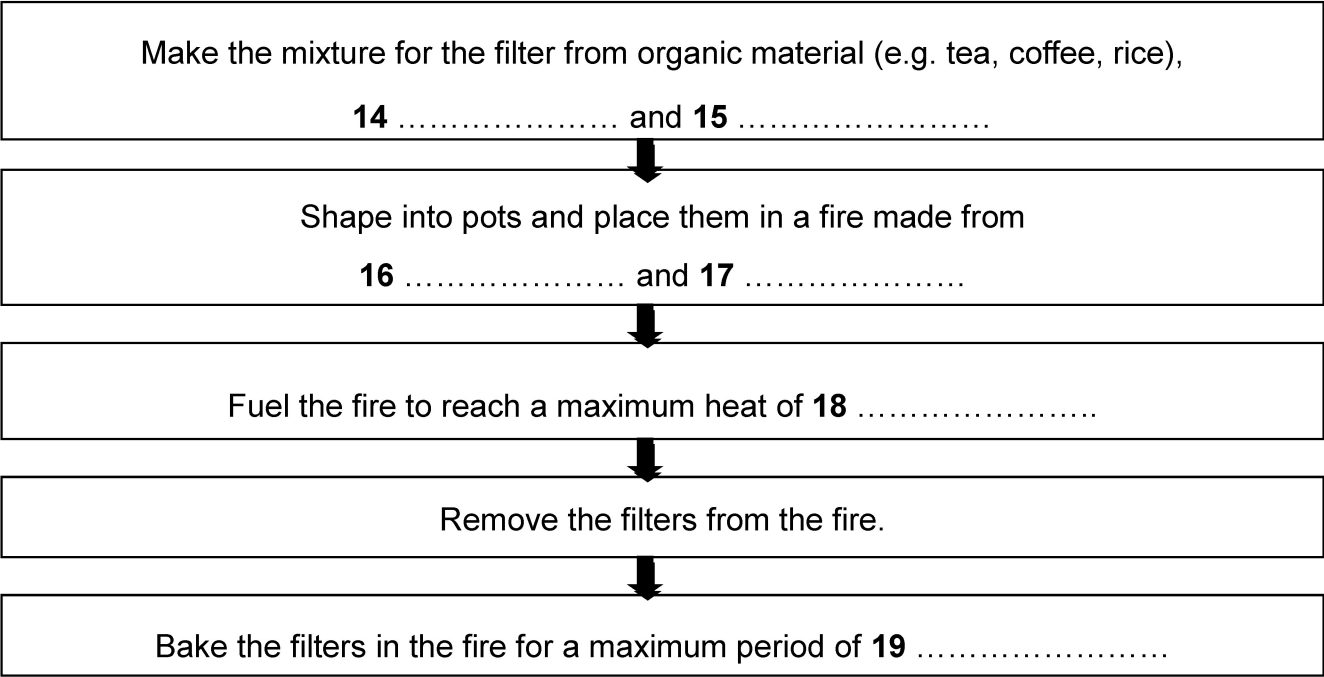 Make the mixture for the filter from organic material (e.g. tea, coffee, rice),
14 ………………… and 15 ……………………
Shape into pots and place them in a fire made from
16 ………………… and 17 …………………
Fuel the fire to reach a maximum heat of 18 …………………..
Remove the filters from the fire.
Bake the filters in the fire for a maximum period of 19 ……………………